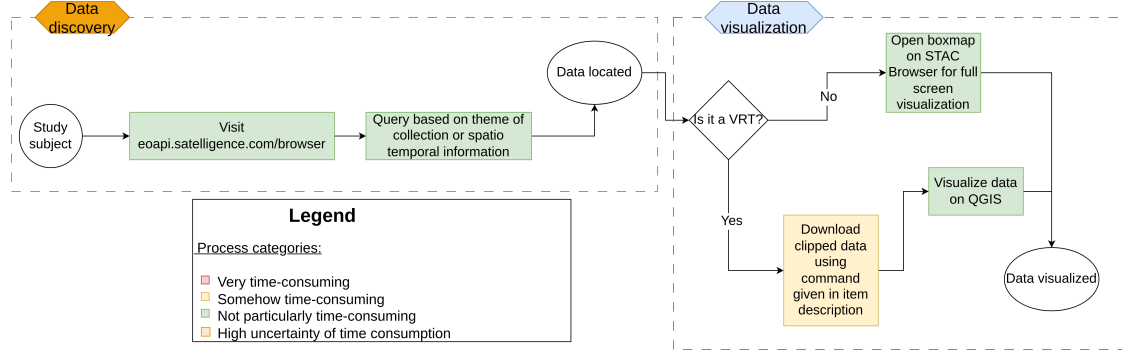 Data
discovery
Study
subject
Visit
eoapi.satelligence.com/browser
Query based on theme of
collection or spatio
temporal information
Data located
Data
visualization
Is it a VRT?
No
Open boxmap
on STAC
Browser for full
screen
visualization
Yes
Download
clipped data
using
command
given in item
description
Visualize data
on QGIS
Data visualized
Legend
Process categories:
Very time-consuming
Somehow time-consuming
Not particularly time-consuming
High uncertainty of time consumption